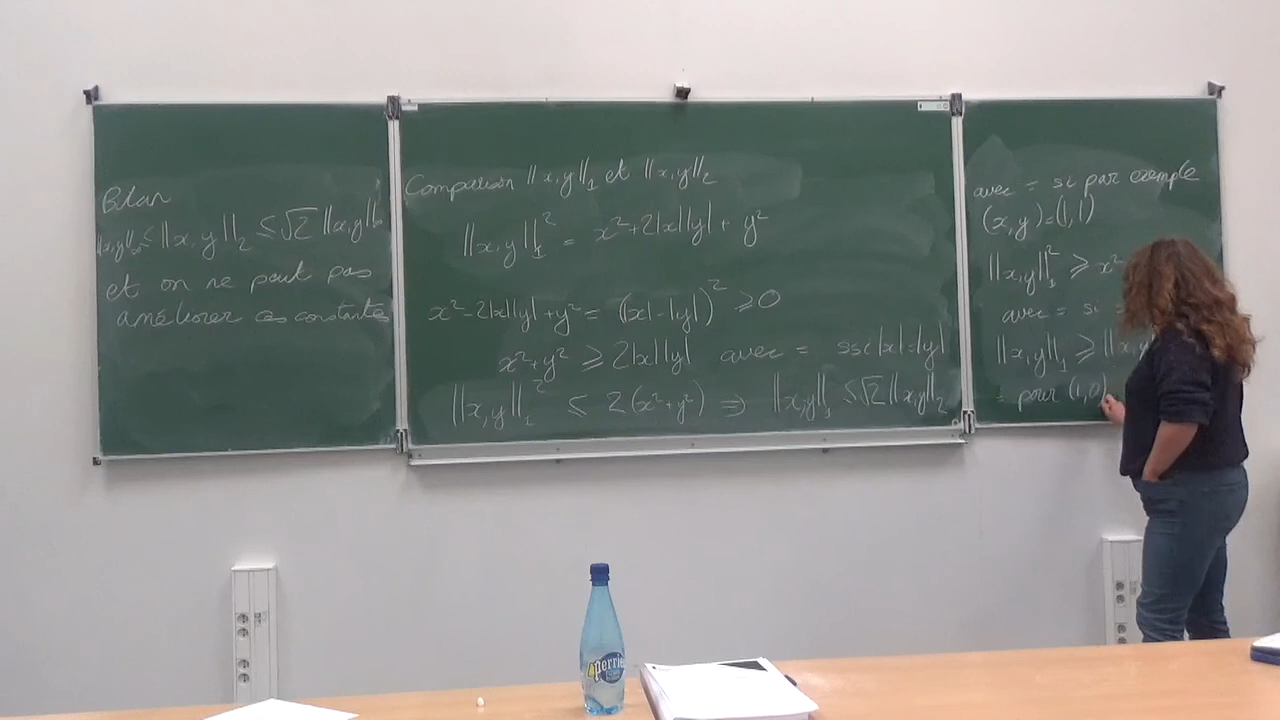 Bilan
||x,y||∞ ≤ ||x,y||₂ ≤ √2 ||x,y||∞
et on ne peut pas
améliorer ces constantes
Comparaison ||x,y||₁ et ||x,y||₂
||x,y||₁² = x²+2|x||y| + y²
x²-2|x||y| + y² = (|x|-|y|)² ≥ 0
x²+y² ≥ 2|x||y| avec = ssi |x|=|y|
||x,y||₁² ≤ 2(x²+y²) ⇒ ||x,y||₁ ≤ √2 ||x,y||₂
avec = si par exemple
(x,y)=(1,1)
||x,y||₁² ≥ x²
avec = si
||x,y||₁ ≥ ||x,y
= pour (1,0)
perrier